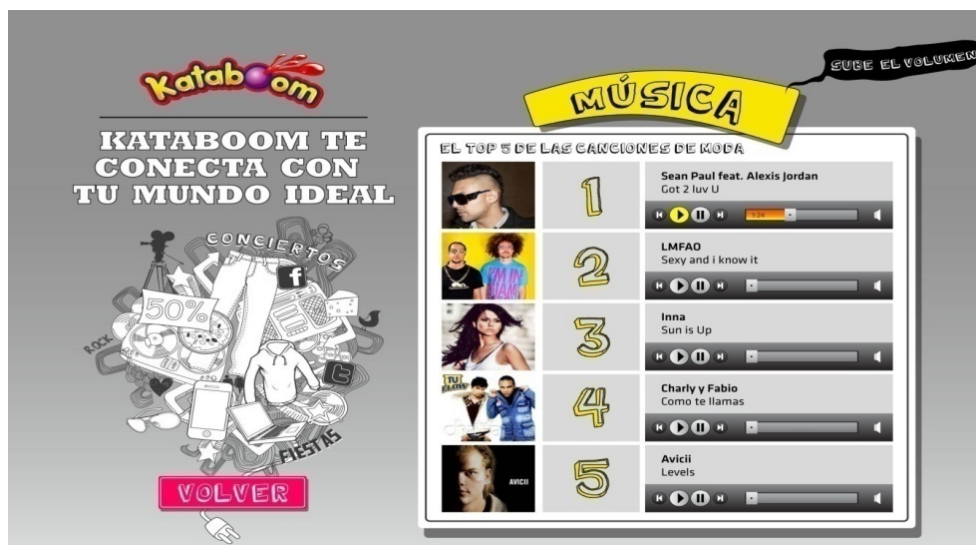 Kataboom
KATABOOM TE
CONECTA CON
TU MUNDO IDEAL
CONCIERTOS
f
50%
ROCK
t
FIESTAS
VOLVER
SUBE EL VOLUMEN
MÚSICA
EL TOP 5 DE LAS CANCIONES DE MODA
1
Sean Paul feat. Alexis Jordan
Got 2 luv U
2
LMFAO
Sexy and i know it
3
Inna
Sun is Up
TU
FLOW
4
Charly y Fabio
Como te llamas
AVICII
5
Avicii
Levels